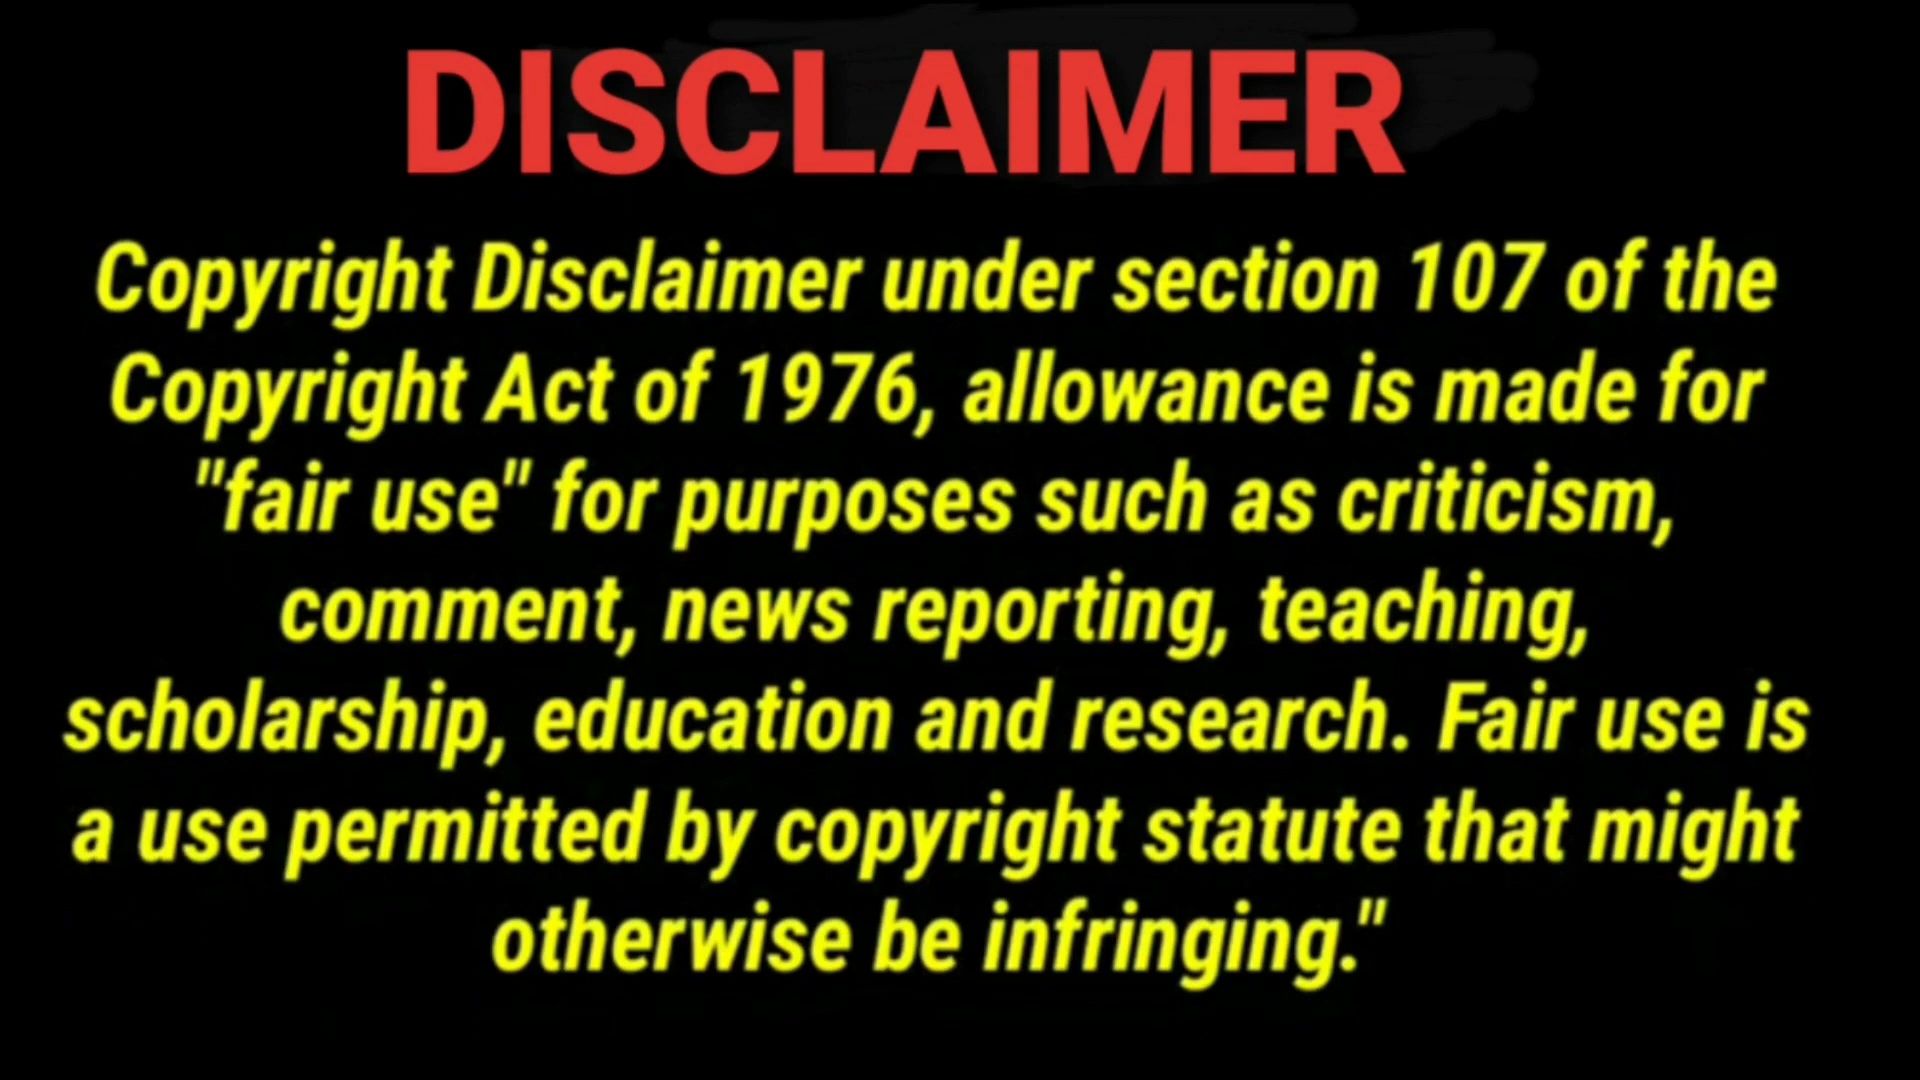 DISCLAIMER
Copyright Disclaimer under section 107 of the
Copyright Act of 1976, allowance is made for
"fair use" for purposes such as criticism,
comment, news reporting, teaching,
scholarship, education and research. Fair use is
a use permitted by copyright statute that might
otherwise be infringing."